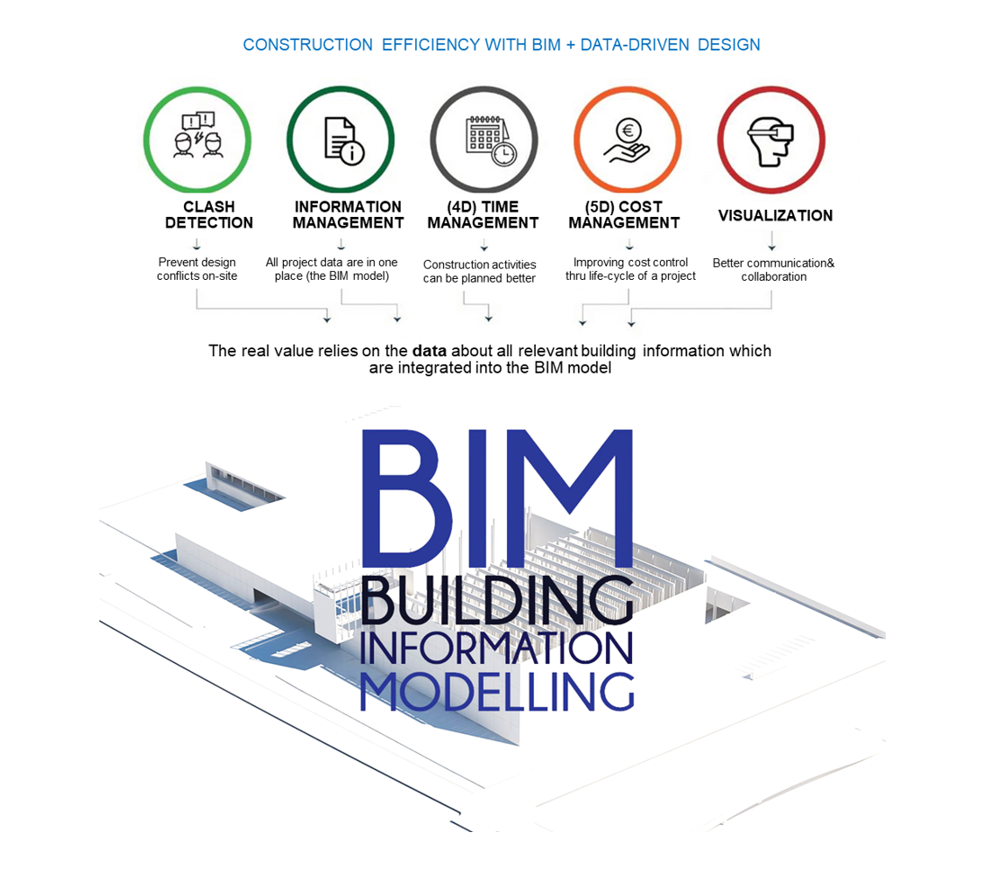 CONSTRUCTION EFFICIENCY WITH BIM + DATA-DRIVEN DESIGN
CLASH
DETECTION
Prevent design
conflicts on-site
INFORMATION
MANAGEMENT
All project data are in one
place (the BIM model)
(4D) TIME
MANAGEMENT
Construction activities
can be planned better
(5D) COST
MANAGEMENT
Improving cost control
thru life-cycle of a project
VISUALIZATION
Better communication&
collaboration
The real value relies on the data about all relevant building information which
are integrated into the BIM model
BIM
BUILDING
INFORMATION
MODELLING